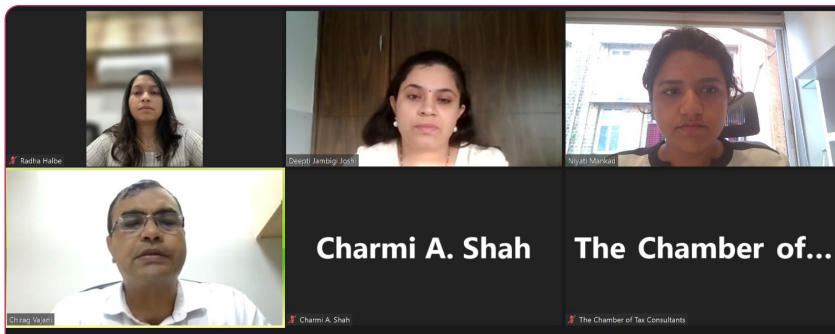 Radha Halbe
Deepti Jambigi Joshi
Niyati Mankad
Chirag Vajani
Charmi A. Shah
Charmi A. Shah
The Chamber of...
The Chamber of Tax Consultants